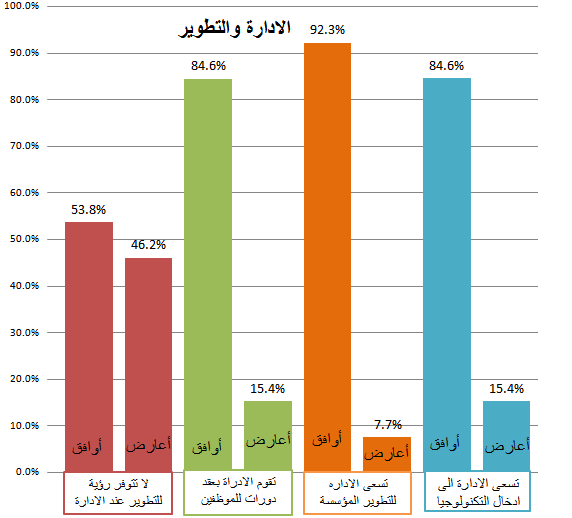 الادارة والتطوير
100.0%
90.0%
80.0%
70.0%
60.0%
50.0%
40.0%
30.0%
20.0%
10.0%
0.0%
53.8%
46.2%
84.6%
15.4%
92.3%
7.7%
84.6%
15.4%
أوافق
أعارض
أوافق
أعارض
أوافق
أعارض
أوافق
أعارض
لا تتوفر رؤية
للتطوير عند الادارة
تقوم الادراة بعقد
دورات للموظفين
تسعى الاداره
للتطوير المؤسسة
تسعى الادارة الى
ادخال التكنولوجيا